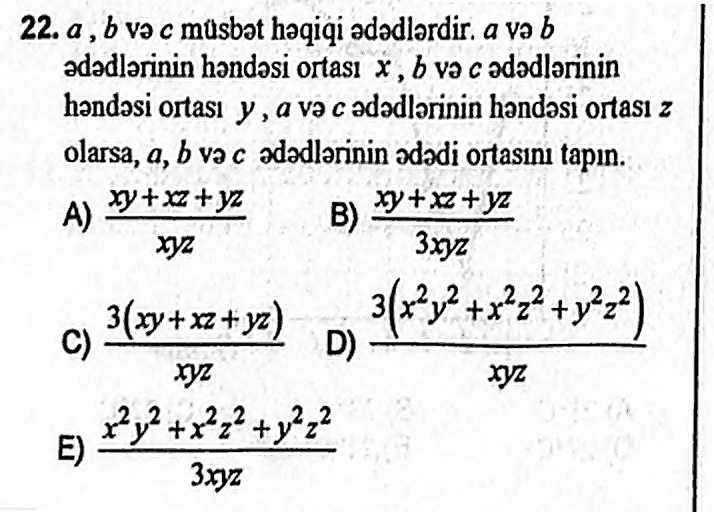 22. a , b və c müsbət həqiqi ədədlərdir. a və b
ədədlərinin həndəsi ortası x , b və c ədədlərinin
həndəsi ortası y , a və c ədədlərinin həndəsi ortası z
olarsa, a, b və c ədədlərinin ədədi ortasını tapın.
A) (xy + xz + yz) / xyz B) (xy + xz + yz) / 3xyz
C) 3(xy + xz + yz) / xyz D) 3(x²y² + x²z² + y²z²) / xyz
E) (x²y² + x²z² + y²z²) / 3xyz